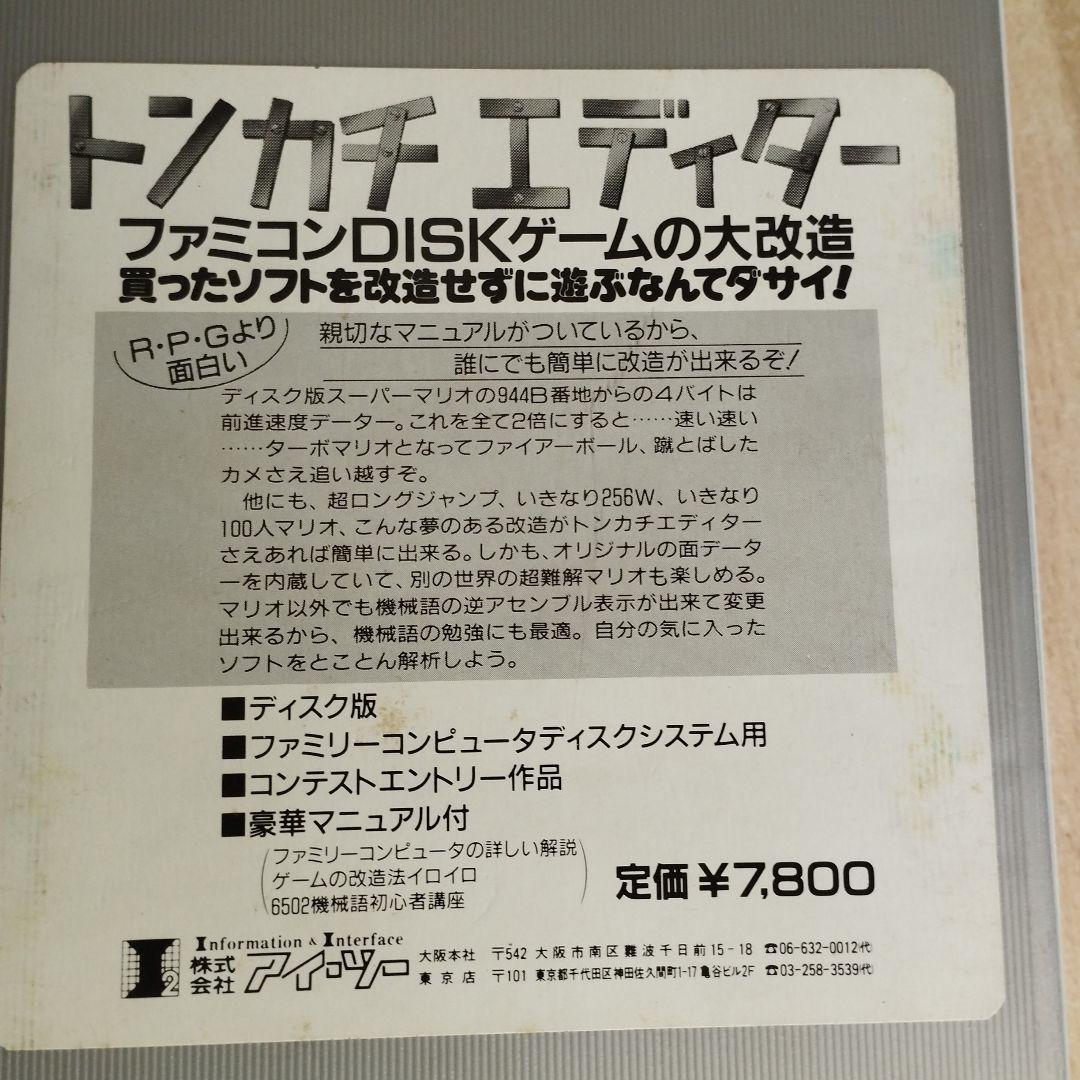 トンカチエディター
ファミコンDISKゲームの大改造
買ったソフトを改造せずに遊ぶなんてダサイ!
R・P・Gより
面白い
親切なマニュアルがついているから、
誰にでも簡単に改造が出来るぞ!
ディスク版スーパーマリオの944B番地からの4バイトは
前進速度データー。これを全て2倍にすると……速い速い
……ターボマリオとなってファイアーボール、蹴とばした
カメさえ追い越すぞ。
他にも、超ロングジャンプ、いきなり256W、いきなり
100人マリオ、こんな夢のある改造がトンカチエディター
さえあれば簡単に出来る。しかも、オリジナルの面データ
ーを内蔵していて、別の世界の超難解マリオも楽しめる。
マリオ以外でも機械語の逆アセンブル表示が出来て変更
出来るから、機械語の勉強にも最適。自分の気に入った
ソフトをとことん解析しよう。
■ディスク版
■ファミリーコンピュータディスクシステム用
■コンテストエントリー作品
■豪華マニュアル付
(ファミリーコンピュータの詳しい解説
ゲームの改造法イロイロ
6502機械語初心者講座)
定価¥7,800
I2
Information & Interface
株式会社アイ・ツー
大阪本社 〒542 大阪市南区難波千日前15-18 ☎06-632-0012(代)
東京店 〒101 東京都千代田区神田佐久間町1-17亀谷ビル2F ☎03-258-3539(代)